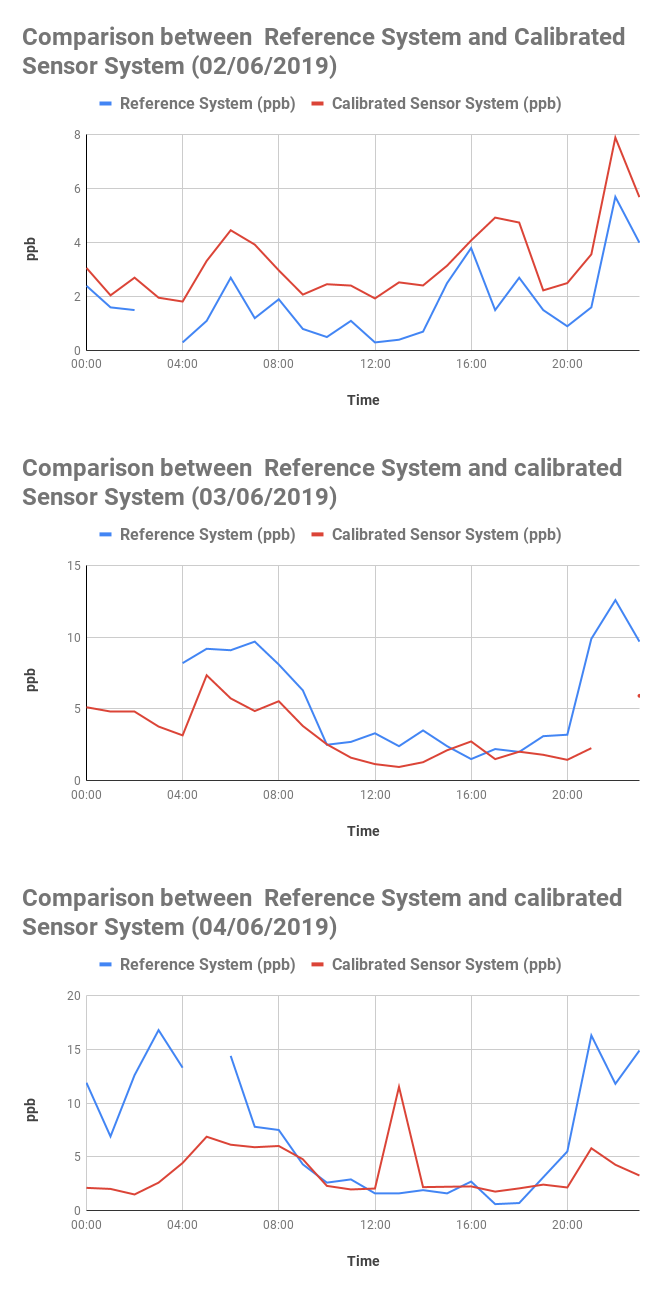 Comparison between  Reference System and Calibrated
Sensor System (02/06/2019)
Reference System (ppb) Calibrated Sensor System (ppb)
8
6
4
2
0
ppb
00:00 04:00 08:00 12:00 16:00 20:00
Time
Comparison between  Reference System and calibrated
Sensor System (03/06/2019)
Reference System (ppb) Calibrated Sensor System (ppb)
15
10
5
0
ppb
00:00 04:00 08:00 12:00 16:00 20:00
Time
Comparison between  Reference System and calibrated
Sensor System (04/06/2019)
Reference System (ppb) Calibrated Sensor System (ppb)
20
15
10
5
0
ppb
00:00 04:00 08:00 12:00 16:00 20:00
Time